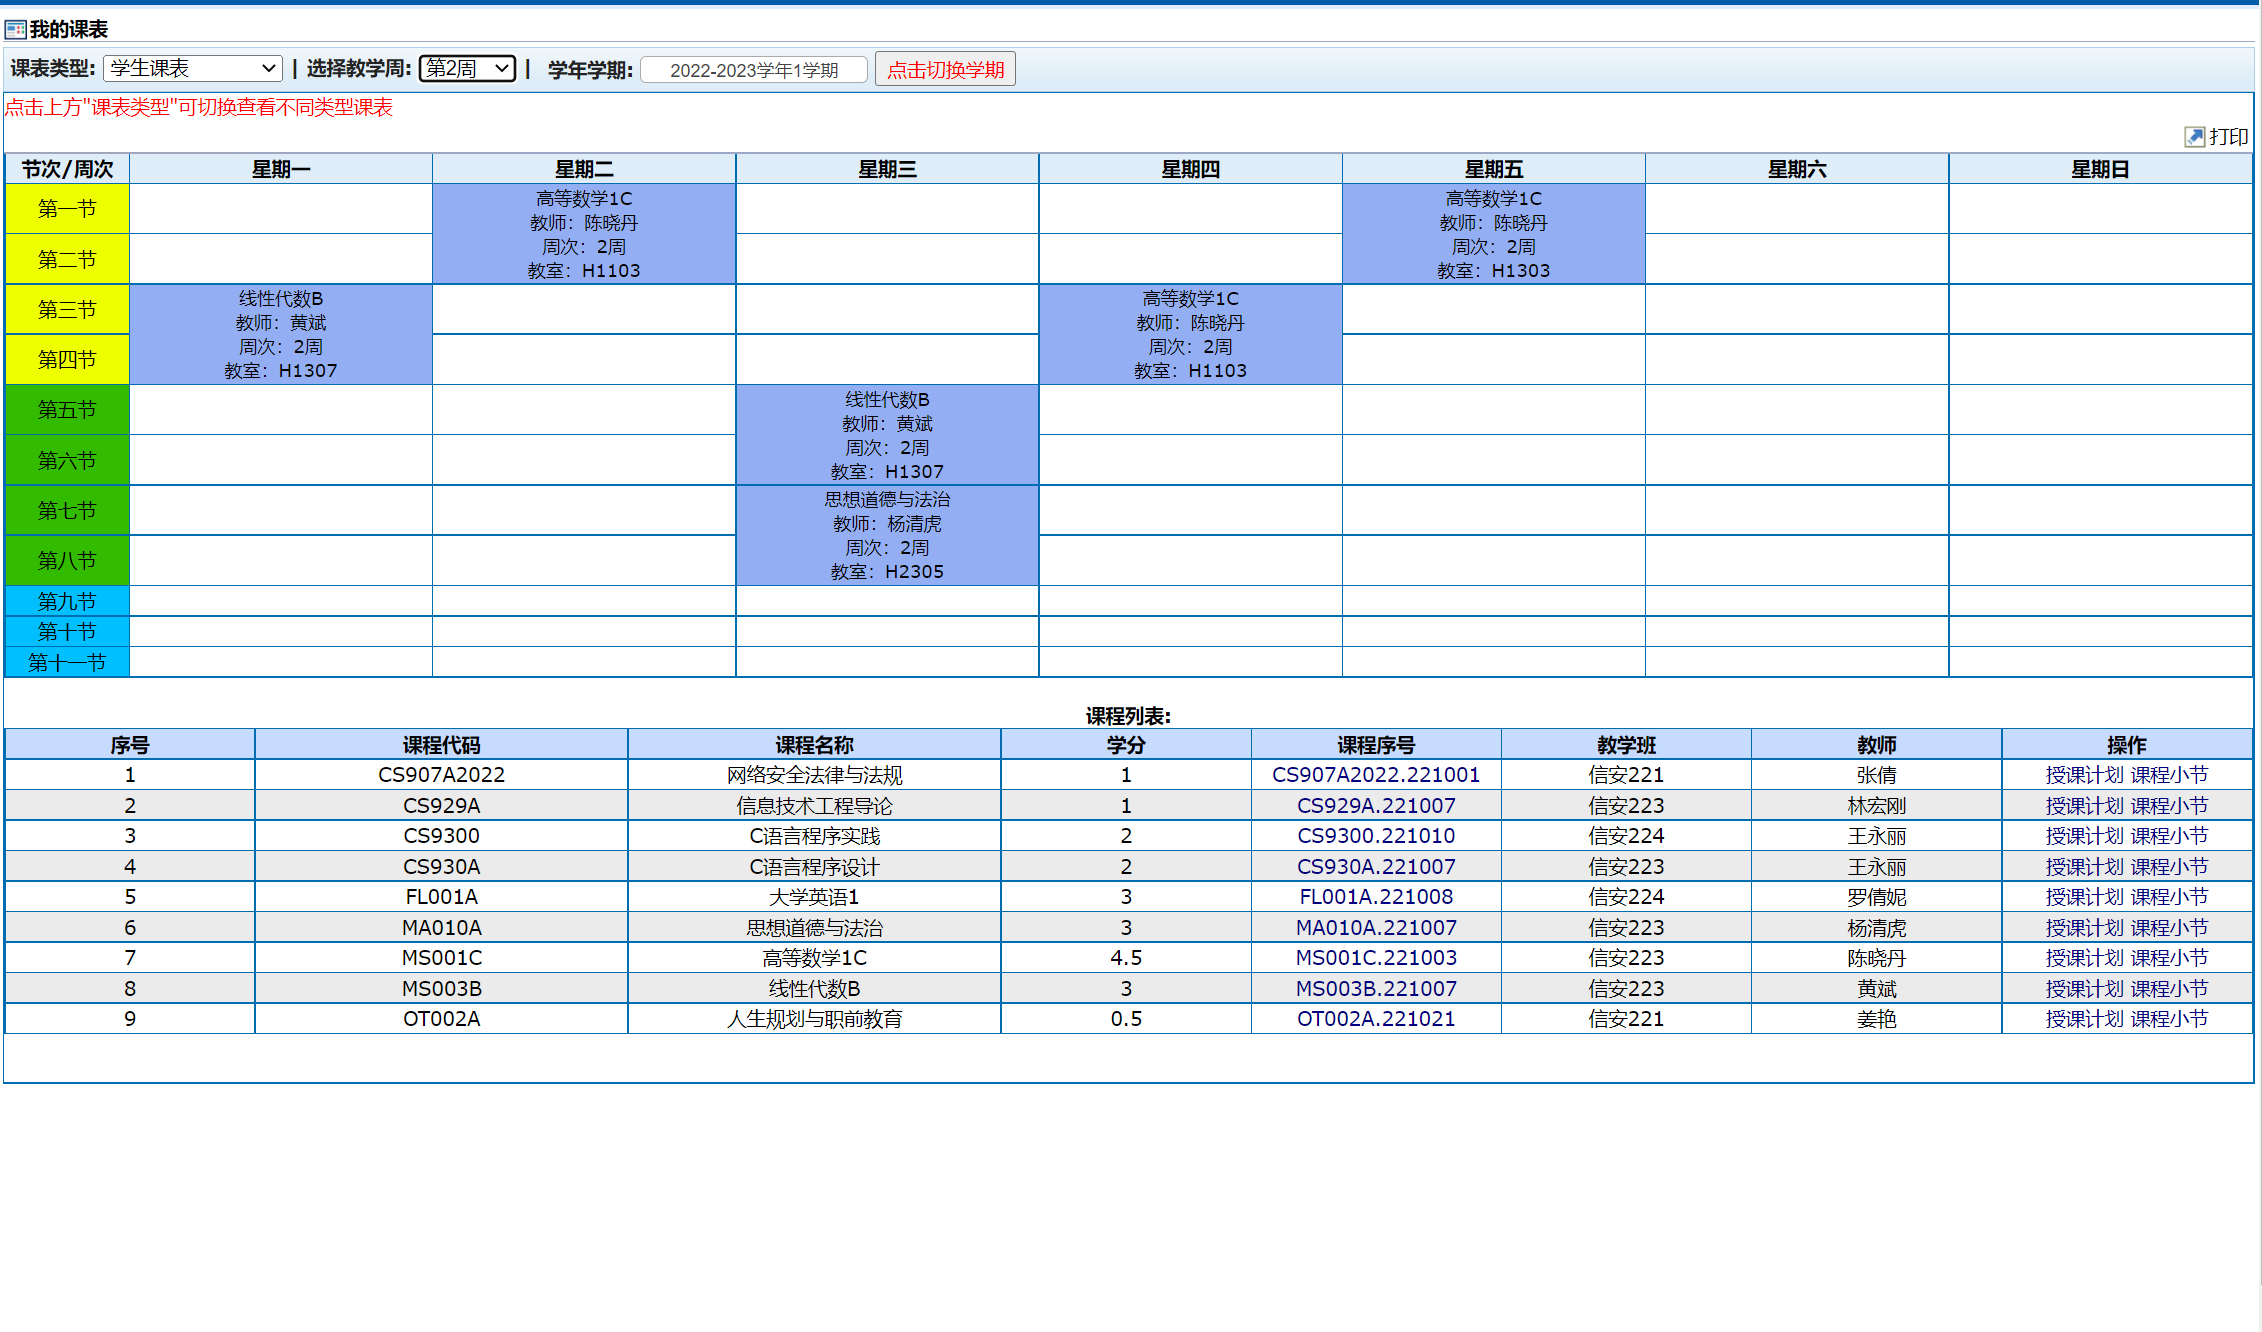 我的课表
课表类型: 学生课表 | 选择教学周: 第2周 | 学年学期: 2022-2023学年1学期 点击切换学期
点击上方"课表类型"可切换查看不同类型课表
打印
节次/周次 星期一 星期二 星期三 星期四 星期五 星期六 星期日
第一节
第二节
高等数学1C
教师：陈晓丹
周次：2周
教室：H1103
高等数学1C
教师：陈晓丹
周次：2周
教室：H1303
第三节
第四节
线性代数B
教师：黄斌
周次：2周
教室：H1307
高等数学1C
教师：陈晓丹
周次：2周
教室：H1103
第五节
第六节
线性代数B
教师：黄斌
周次：2周
教室：H1307
第七节
第八节
思想道德与法治
教师：杨清虎
周次：2周
教室：H2305
第九节
第十节
第十一节
课程列表:
序号 课程代码 课程名称 学分 课程序号 教学班 教师 操作
1 CS907A2022 网络安全法律与法规 1 CS907A2022.221001 信安221 张倩 授课计划 课程小节
2 CS929A 信息技术工程导论 1 CS929A.221007 信安223 林宏刚 授课计划 课程小节
3 CS9300 C语言程序实践 2 CS9300.221010 信安224 王永丽 授课计划 课程小节
4 CS930A C语言程序设计 2 CS930A.221007 信安223 王永丽 授课计划 课程小节
5 FL001A 大学英语1 3 FL001A.221008 信安224 罗倩妮 授课计划 课程小节
6 MA010A 思想道德与法治 3 MA010A.221007 信安223 杨清虎 授课计划 课程小节
7 MS001C 高等数学1C 4.5 MS001C.221003 信安223 陈晓丹 授课计划 课程小节
8 MS003B 线性代数B 3 MS003B.221007 信安223 黄斌 授课计划 课程小节
9 OT002A 人生规划与职前教育 0.5 OT002A.221021 信安221 姜艳 授课计划 课程小节